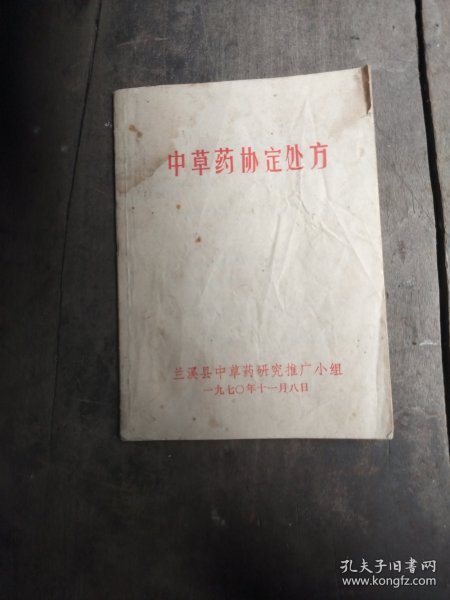 中草药协定处方
兰溪县中草药研究推广小组
一九七〇年十一月八日
孔夫子旧书网
www.kongfz.com